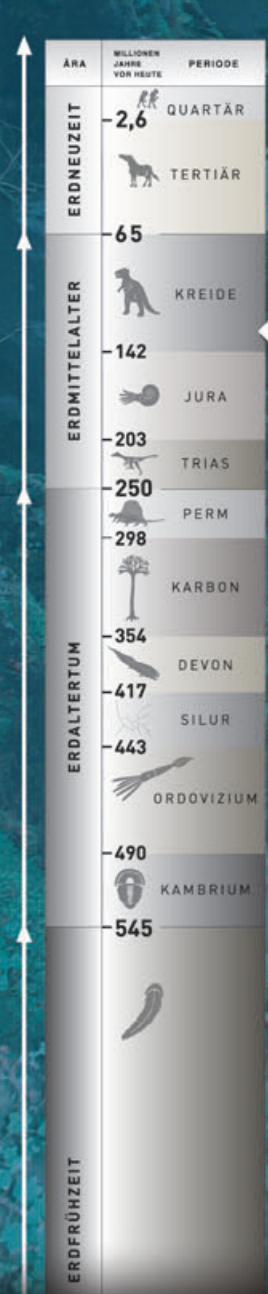 ÄRA
MILLIONEN
JAHRE
VOR HEUTE
PERIODE
ERDNEUZEIT
QUARTÄR
2,6
TERTIÄR
65
ERDMITTELALTER
KREIDE
142
JURA
203
TRIAS
250
ERDALTERTUM
PERM
298
KARBON
354
DEVON
417
SILUR
443
ORDOVIZIUM
490
KAMBRIUM
545
ERDFRÜHZEIT